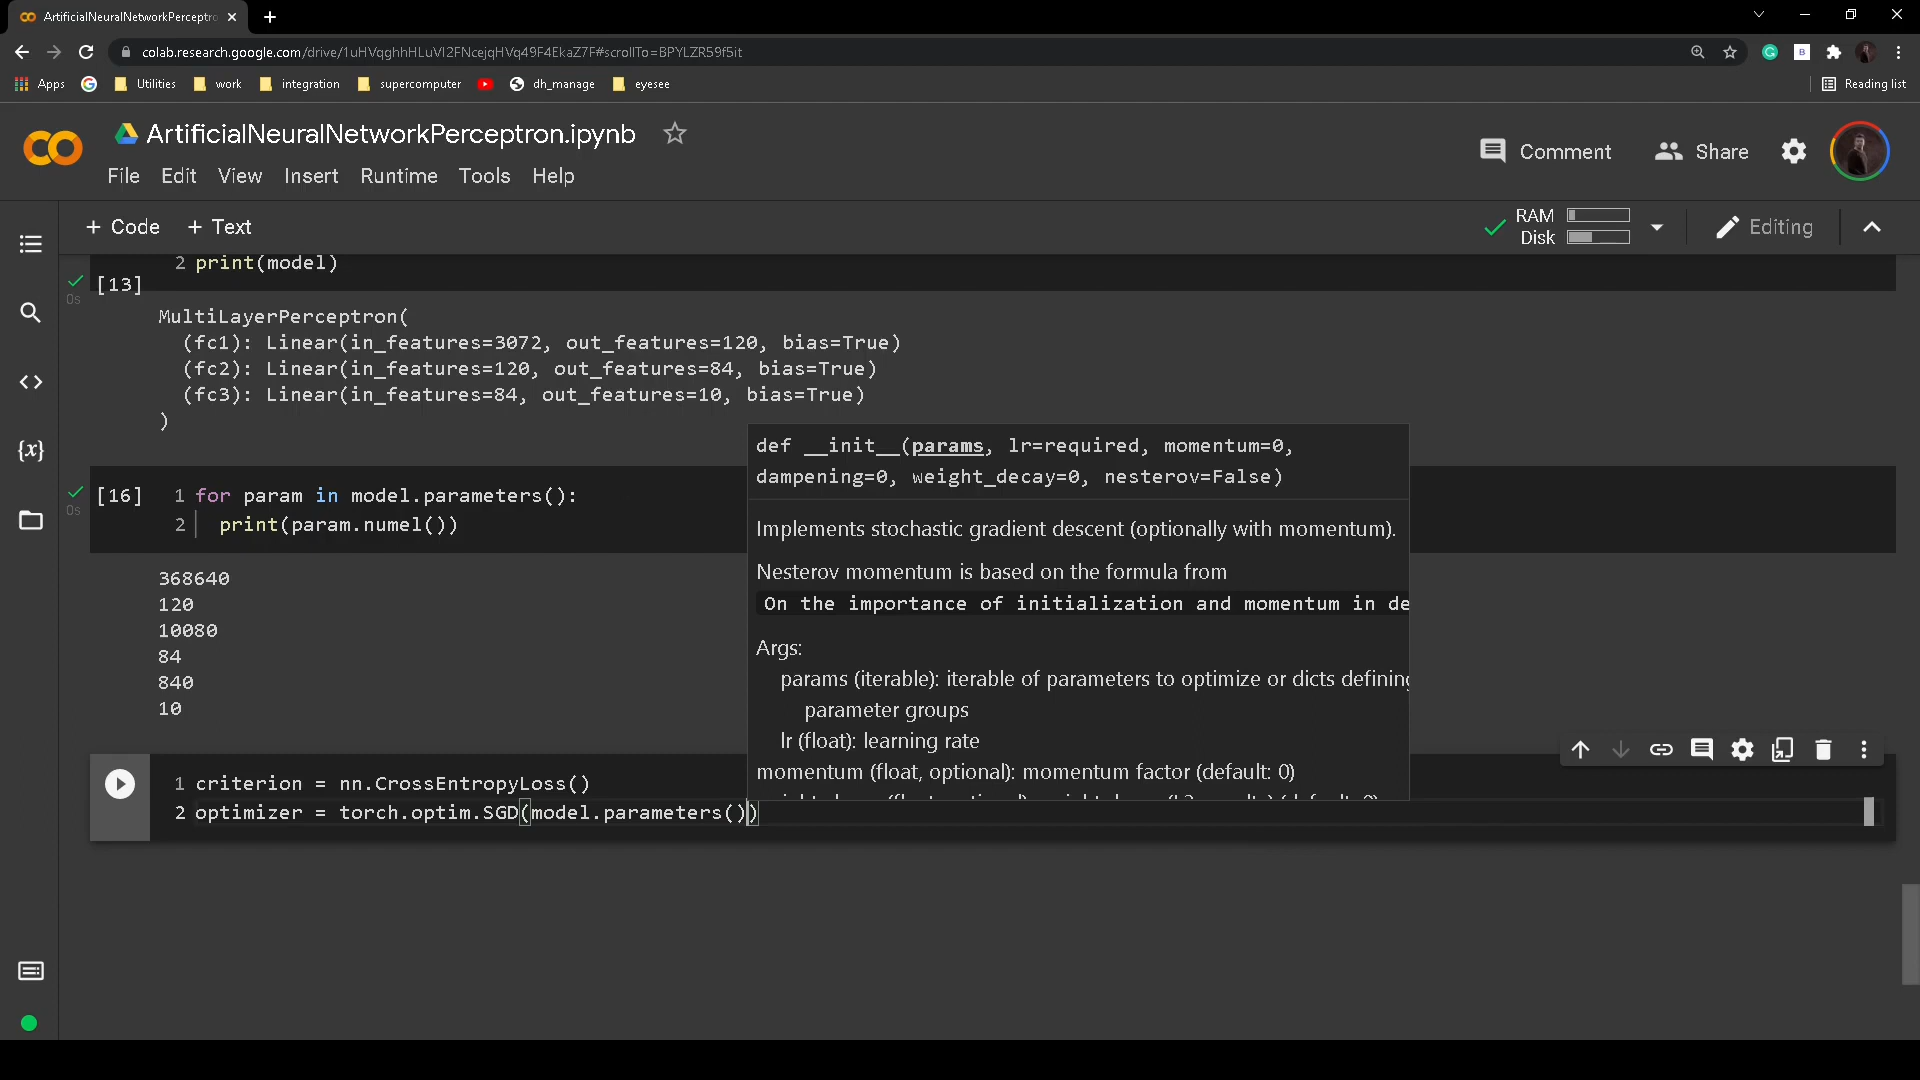 ArtificialNeuralNetworkPerceptr
colab.research.google.com/drive/1uHVqghhHLuVI2FNcejqHVq49F4EkaZ7F#scrollTo=BPYLZR59f5it
Apps Utilities work integration supercomputer dh_manage eyesee Reading list
ArtificialNeuralNetworkPerceptron.ipynb
Comment Share
File Edit View Insert Runtime Tools Help
+ Code + Text
RAM
Disk
Editing
2 print(model)
[13]
0s
MultiLayerPerceptron(
(fc1): Linear(in_features=3072, out_features=120, bias=True)
(fc2): Linear(in_features=120, out_features=84, bias=True)
(fc3): Linear(in_features=84, out_features=10, bias=True)
)
def __init__(params, lr=required, momentum=0,
dampening=0, weight_decay=0, nesterov=False)
[16]
0s
1 for param in model.parameters():
2 print(param.numel())
Implements stochastic gradient descent (optionally with momentum).
Nesterov momentum is based on the formula from
On the importance of initialization and momentum in de
Args:
params (iterable): iterable of parameters to optimize or dicts defining
parameter groups
lr (float): learning rate
momentum (float, optional): momentum factor (default: 0)
368640
120
10080
84
840
10
1 criterion = nn.CrossEntropyLoss()
2 optimizer = torch.optim.SGD(model.parameters())